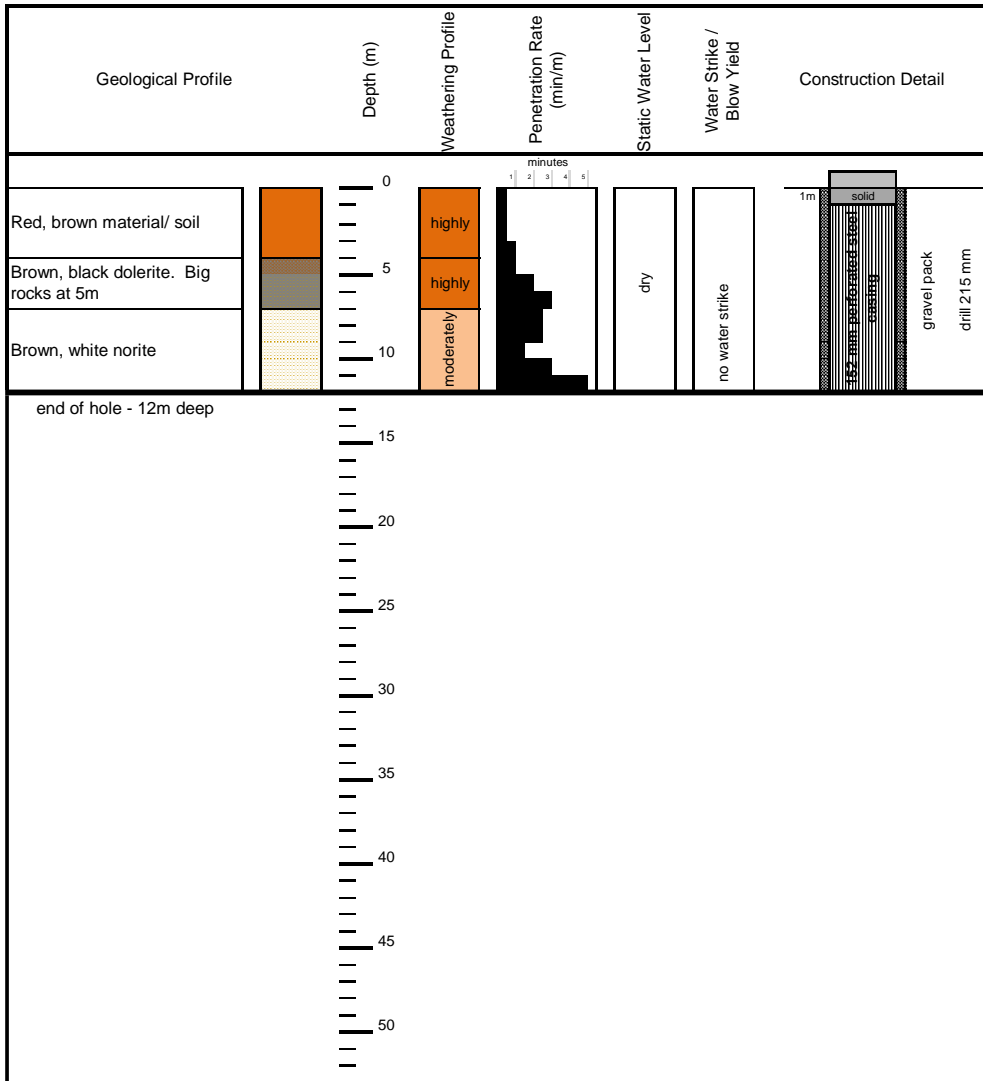 Geological Profile
Depth (m)
Weathering Profile
Penetration Rate
(min/m)
Static Water Level
Water Strike /
Blow Yield
Construction Detail
minutes
1 2 3 4 5
0
1m
solid
Red, brown material/ soil
highly
Brown, black dolerite. Big
rocks at 5m
5
highly
Brown, white norite
10
moderately
dry
no water strike
152 mm perforated steel
casing
gravel pack
drill 215 mm
end of hole - 12m deep
15
20
25
30
35
40
45
50